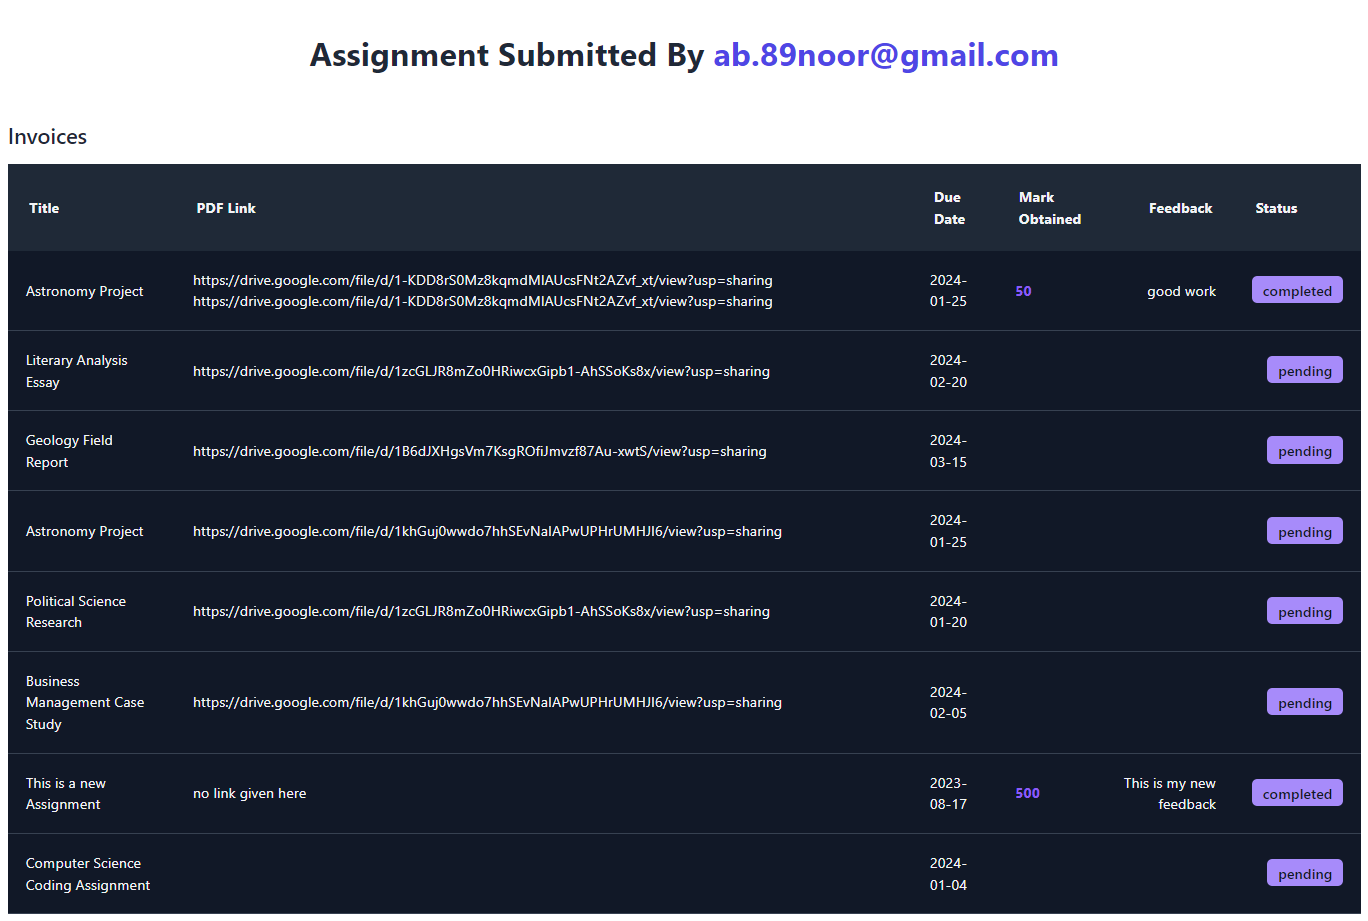 Assignment Submitted By ab.89noor@gmail.com
Invoices
Title PDF Link Due Date Mark Obtained Feedback Status
Astronomy Project
https://drive.google.com/file/d/1-KDD8rS0Mz8kqmdMIAUcsFNt2AZvf_xt/view?usp=sharing
https://drive.google.com/file/d/1-KDD8rS0Mz8kqmdMIAUcsFNt2AZvf_xt/view?usp=sharing
2024-
01-25
50
good work
completed
Literary Analysis
Essay
https://drive.google.com/file/d/1zcGLJR8mZo0HRiwcxGipb1-AhSSoKs8x/view?usp=sharing
2024-
02-20
pending
Geology Field
Report
https://drive.google.com/file/d/1B6dJXHgsVm7KsgROfiJmvzf87Au-xwtS/view?usp=sharing
2024-
03-15
pending
Astronomy Project
https://drive.google.com/file/d/1khGuj0wwdo7hhSEvNaIAPwUPHrUMHJI6/view?usp=sharing
2024-
01-25
pending
Political Science
Research
https://drive.google.com/file/d/1zcGLJR8mZo0HRiwcxGipb1-AhSSoKs8x/view?usp=sharing
2024-
01-20
pending
Business
Management Case
Study
https://drive.google.com/file/d/1khGuj0wwdo7hhSEvNaIAPwUPHrUMHJI6/view?usp=sharing
2024-
02-05
pending
This is a new
Assignment
no link given here
2023-
08-17
500
This is my new
feedback
completed
Computer Science
Coding Assignment
2024-
01-04
pending